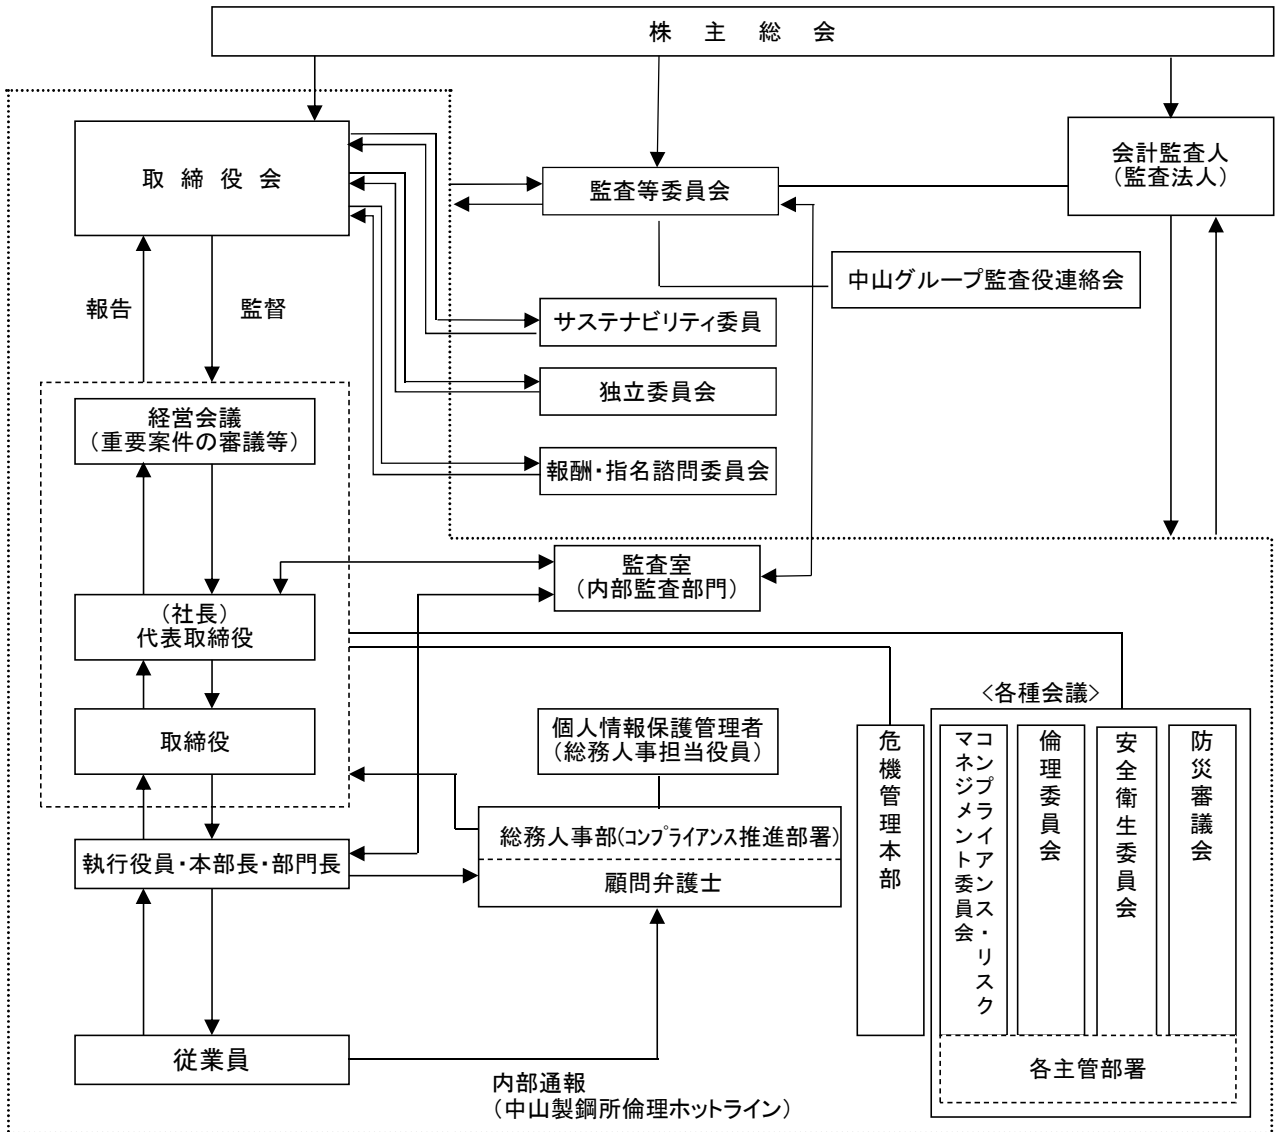 株主総会
取締役会
監査等委員会
会計監査人
（監査法人）
中山グループ監査役連絡会
報告
監督
サステナビリティ委員
独立委員会
報酬・指名諮問委員会
経営会議
（重要案件の審議等）
監査室
（内部監査部門）
（社長）
代表取締役
取締役
個人情報保護管理者
（総務人事担当役員）
総務人事部(コンプライアンス推進部署)
顧問弁護士
執行役員・本部長・部門長
従業員
内部通報
（中山製鋼所倫理ホットライン）
危機管理本部
<各種会議>
コンプライアンス・リスク
マネジメント委員会
倫理委員会
安全衛生委員会
防災審議会
各主管部署